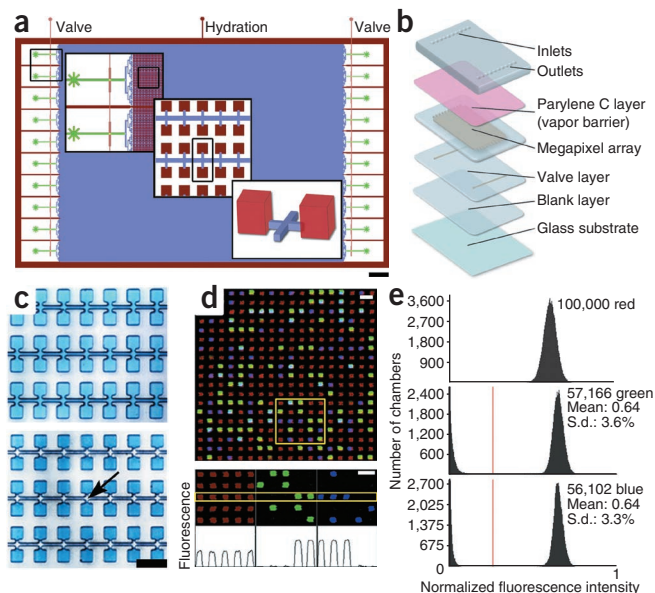 a
Valve
Hydration
Valve
b
Inlets
Outlets
Parylene C layer
(vapor barrier)
Megapixel array
Valve layer
Blank layer
Glass substrate
c
d
Fluorescence
e
Number of chambers
3,600
2,700
1,800
900
100,000 red
2,400
1,800
1,200
600
57,166 green
Mean: 0.64
S.d.: 3.6%
2,700
2,025
1,375
675
0
56,102 blue
Mean: 0.64
S.d.: 3.3%
1
Normalized fluorescence intensity